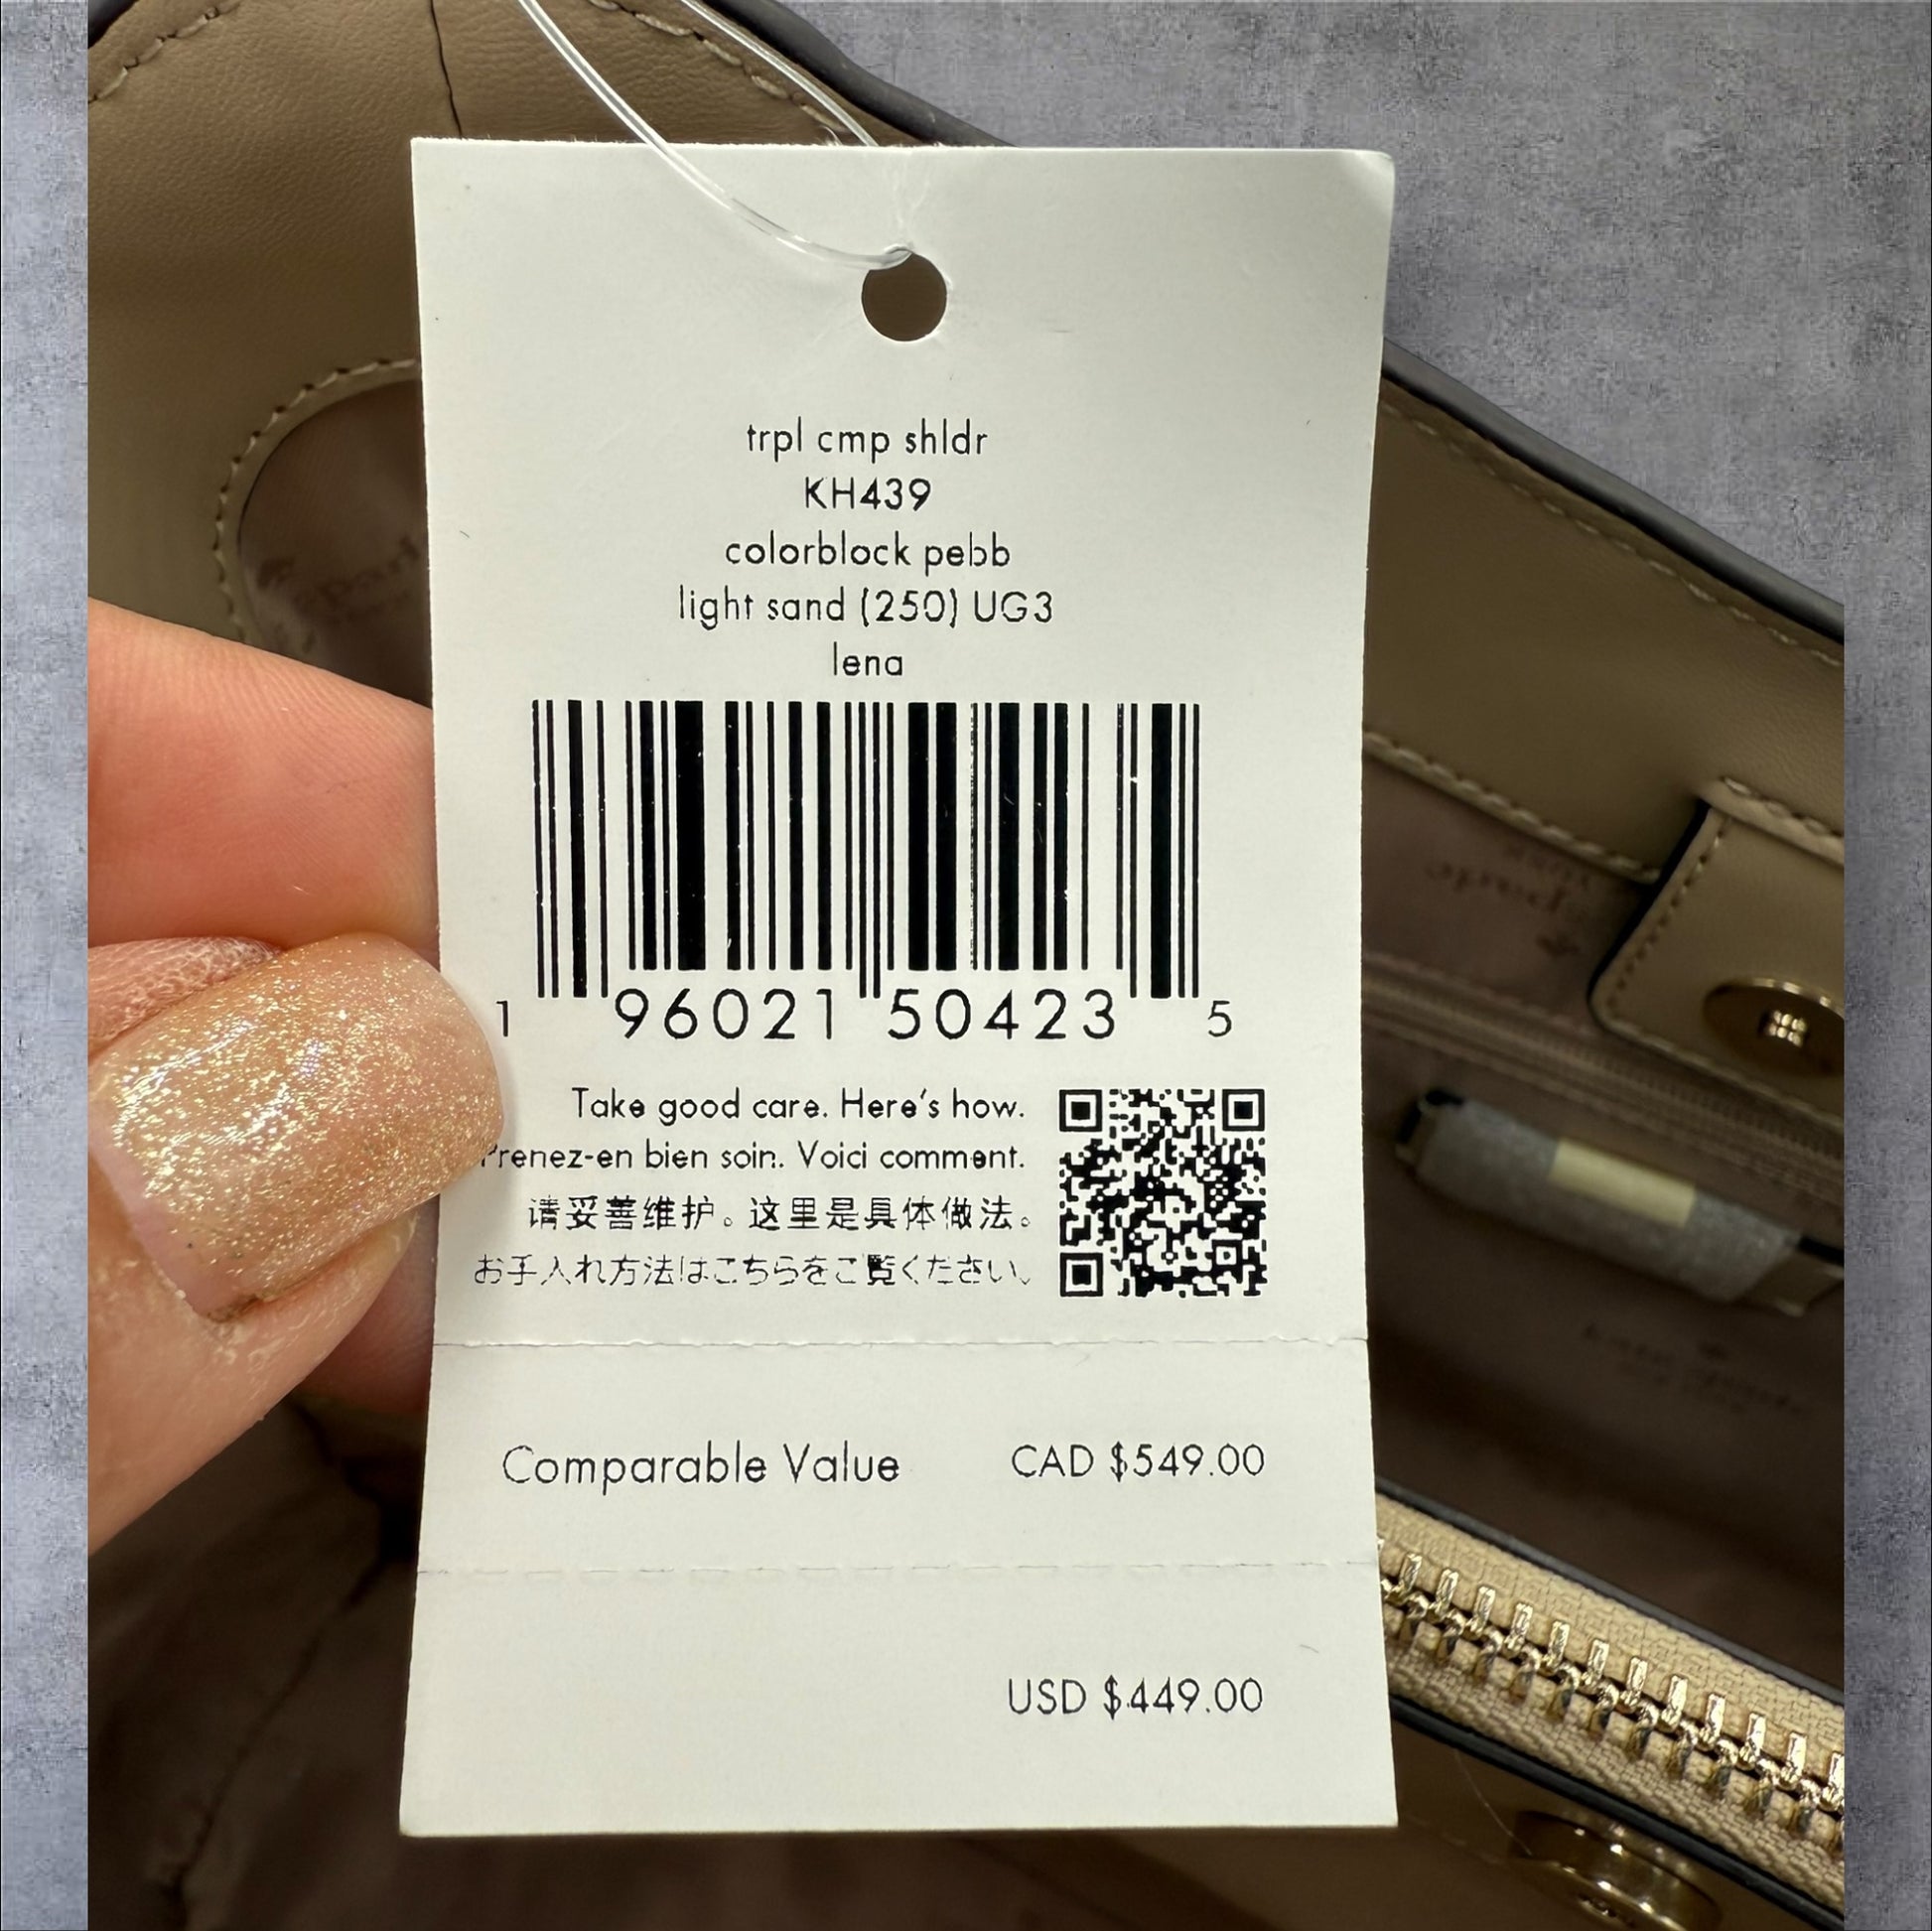 trpl cmp shldr
KH439
colorblock pebb
light sand (250) UG3
lena
1 96021 50423 5
Take good care. Here's how.
Prenez-en bien soin. Voici comment.
请妥善维护。这里是具体做法。
お手入れ方法はこちらをご覧ください。
Comparable Value CAD $549.00
USD $449.00
spade